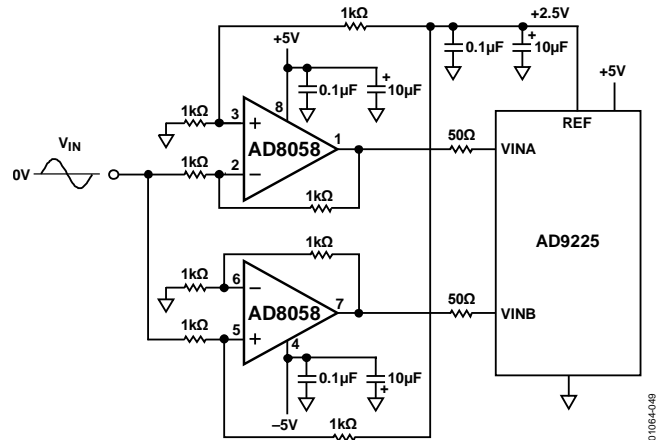 1kΩ
+2.5V
+5V
0.1µF
+
10µF
+5V
8
0.1µF
+
10µF
REF
1kΩ
3
+
AD8058
1
50Ω
VINA
VIN
0V
1kΩ
2
–
1kΩ
AD9225
1kΩ
1kΩ
6
–
AD8058
7
50Ω
VINB
1kΩ
5
+
4
0.1µF
10µF
+
–5V
1kΩ
01064-049